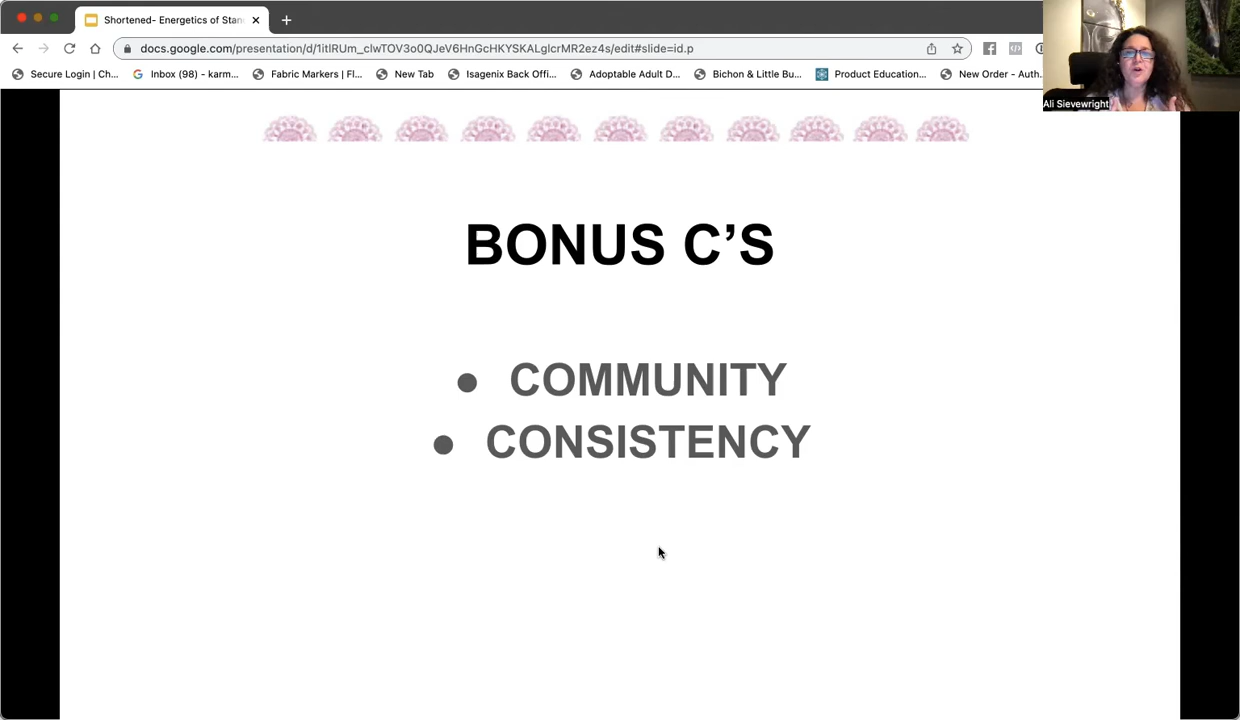 Shortened- Energetics of Stan
docs.google.com/presentation/d/1itlRUm_clwTOV3o0QJeV6HnGcHKYSKALglcrMR2ez4s/edit#slide=id.p
Secure Login | Ch... Inbox (98) - karm... Fabric Markers | Fl... New Tab Isagenix Back Offi... Adoptable Adult D... Bichon & Little Bu... Product Education... New Order - Auth...
Ali Sievewright
BONUS C’S
● COMMUNITY
● CONSISTENCY